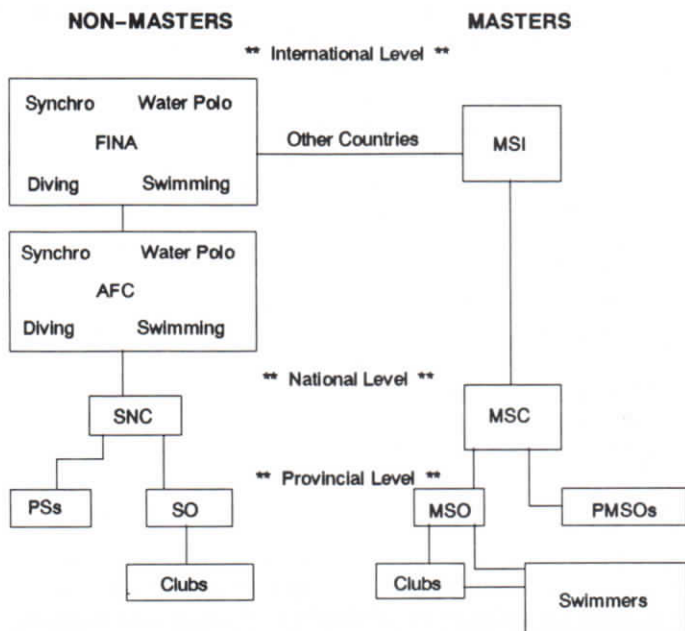 NON-MASTERS MASTERS
** International Level **
Synchro Water Polo
FINA
Diving Swimming
Other Countries
MSI
Synchro Water Polo
AFC
Diving Swimming
** National Level **
SNC
MSC
** Provincial Level **
PSs
SO
MSO
PMSOs
Clubs
Clubs
Swimmers